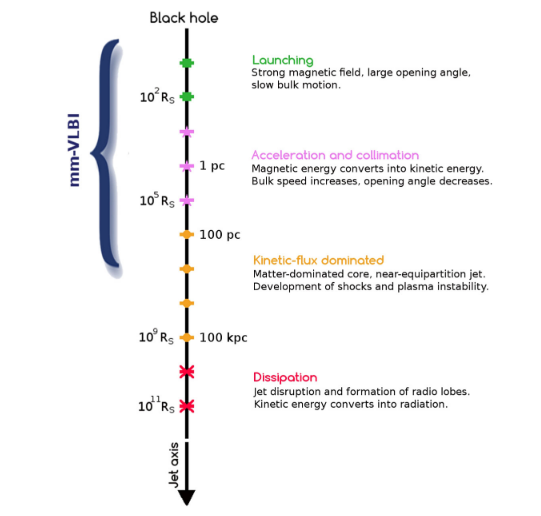 Black hole
Launching
Strong magnetic field, large opening angle,
slow bulk motion.
10² R_S
mm-VLBI
Acceleration and collimation
Magnetic energy converts into kinetic energy.
Bulk speed increases, opening angle decreases.
1 pc
10⁵ R_S
100 pc
Kinetic-flux dominated
Matter-dominated core, near-equipartition jet.
Development of shocks and plasma instability.
10⁹ R_S
100 kpc
Dissipation
Jet disruption and formation of radio lobes.
Kinetic energy converts into radiation.
10¹¹ R_S
Jet axis